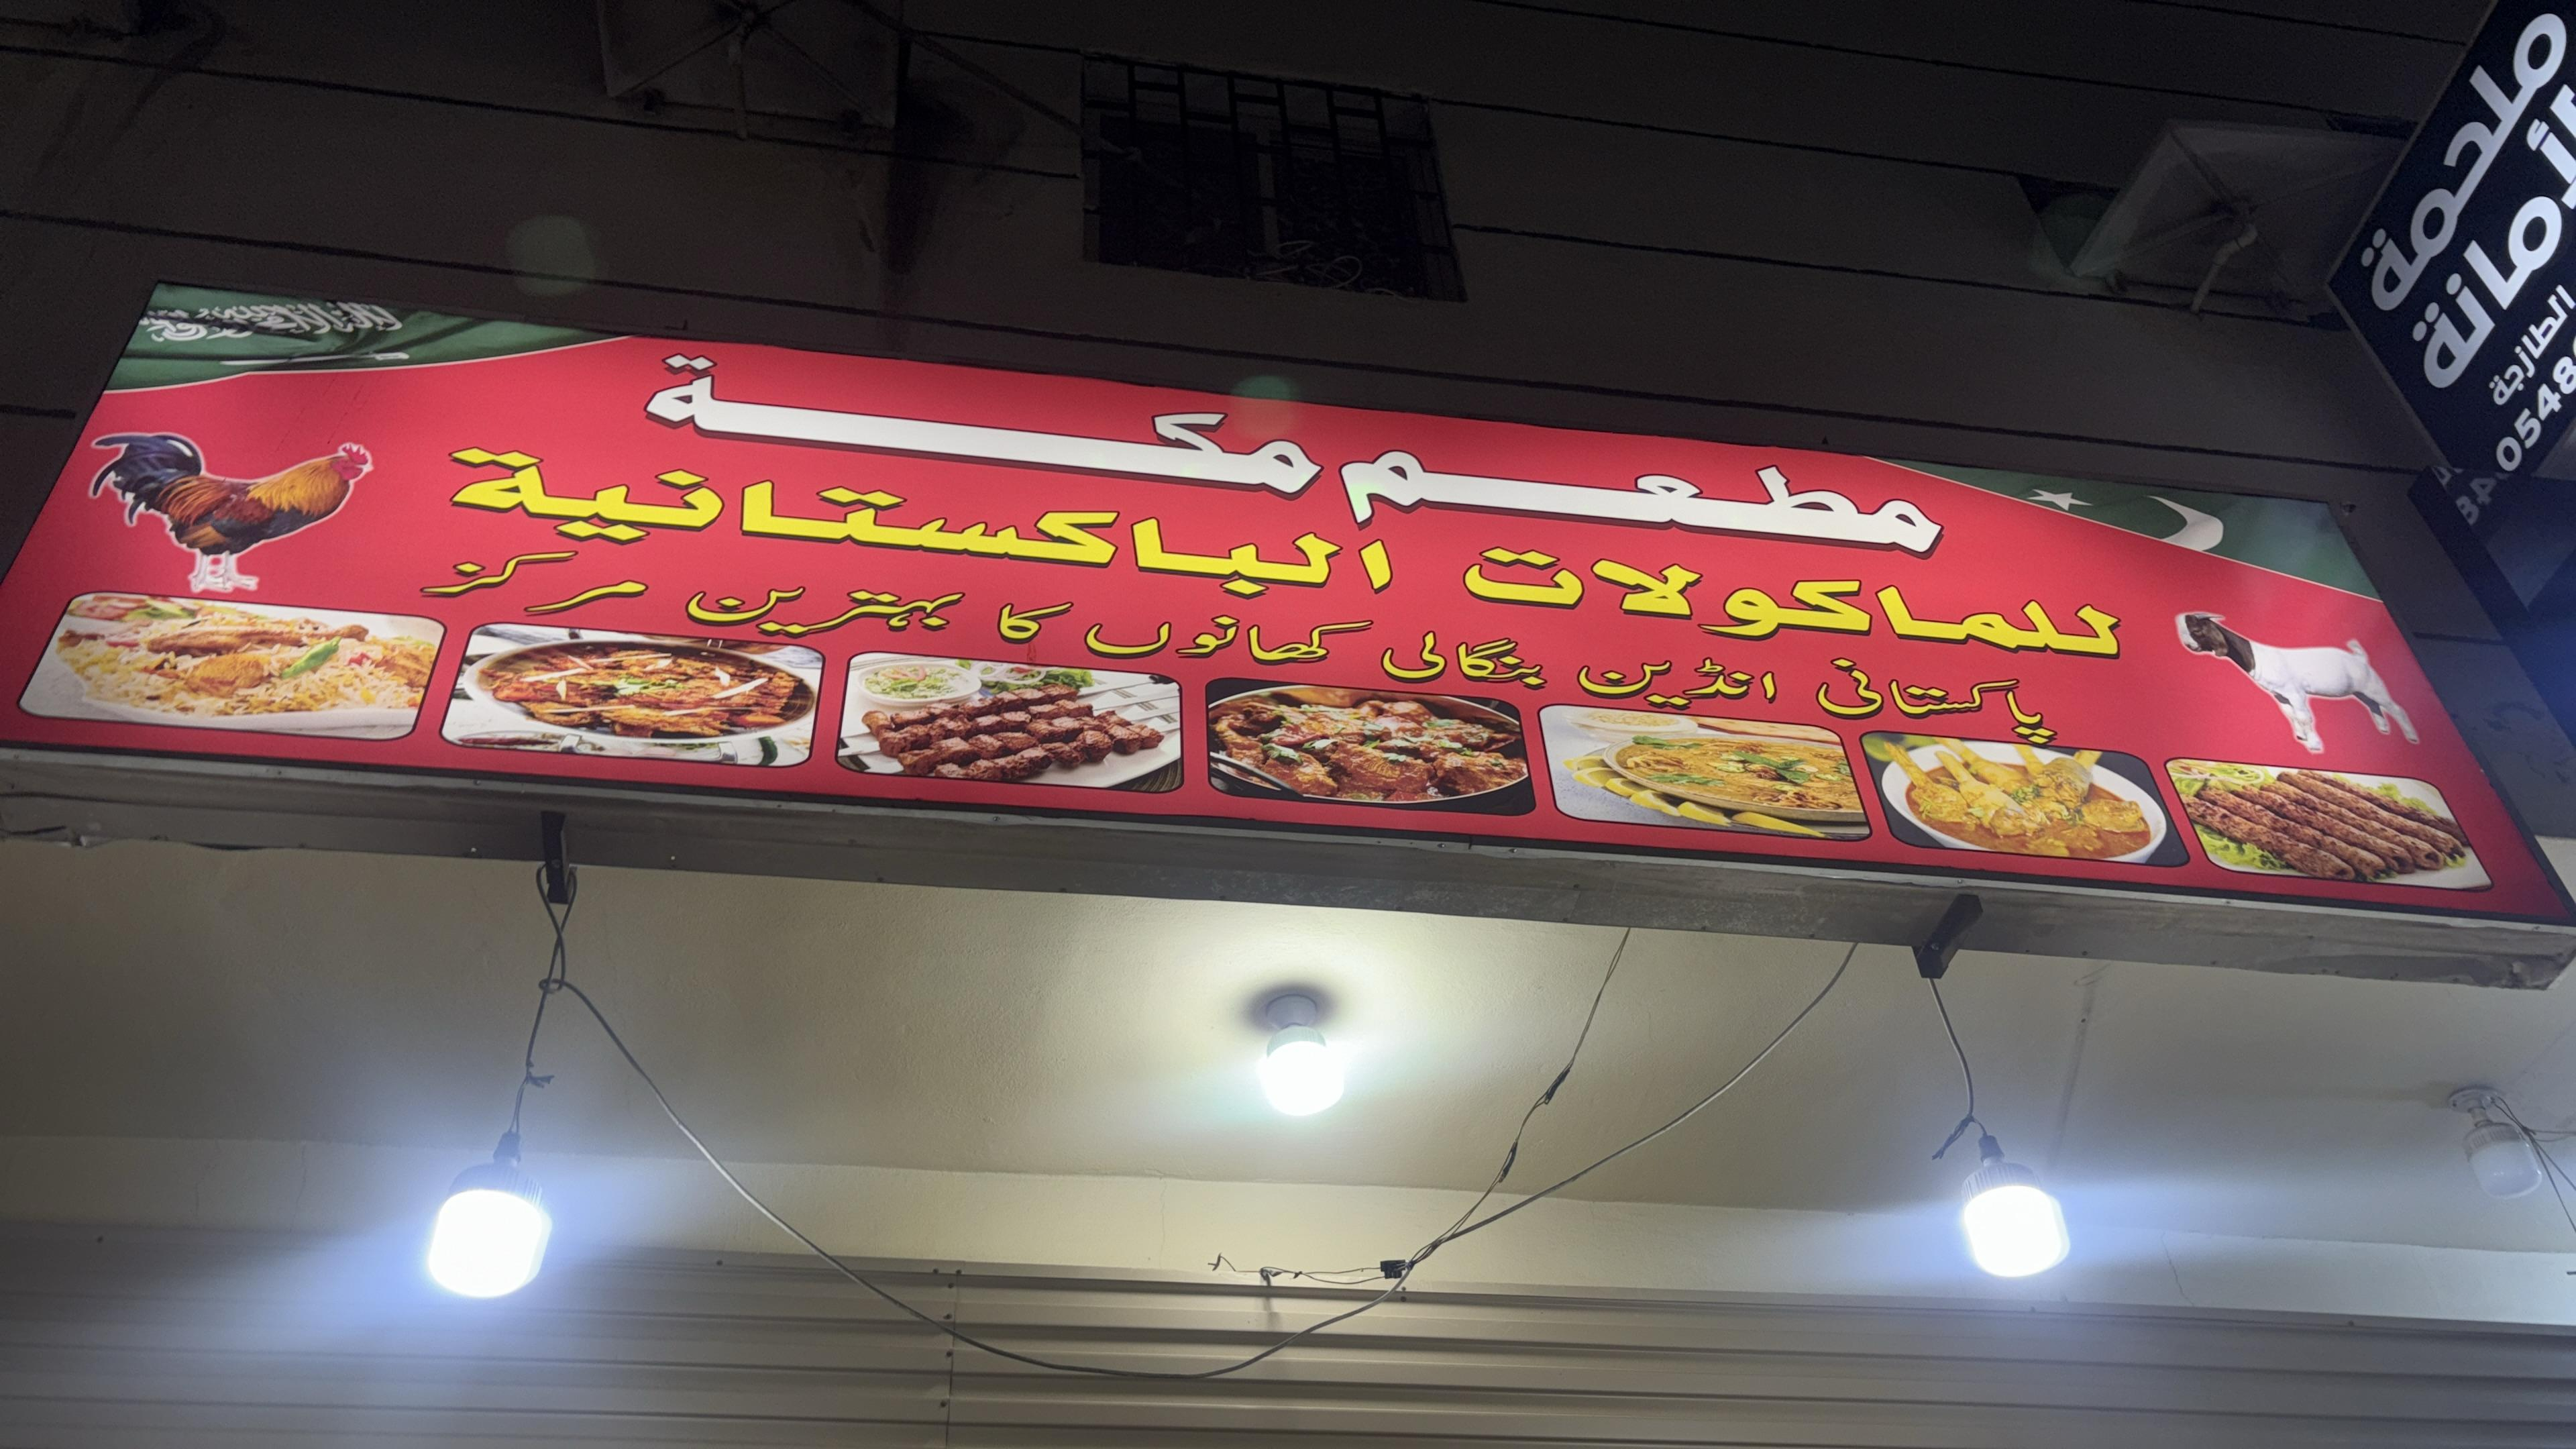 مطعم مكة
للماكولات الباكستانية
پاکستانی انڈین بنگالی کھانوں کا بہترین مرکز
ملحمة
أمانة
الطازجة